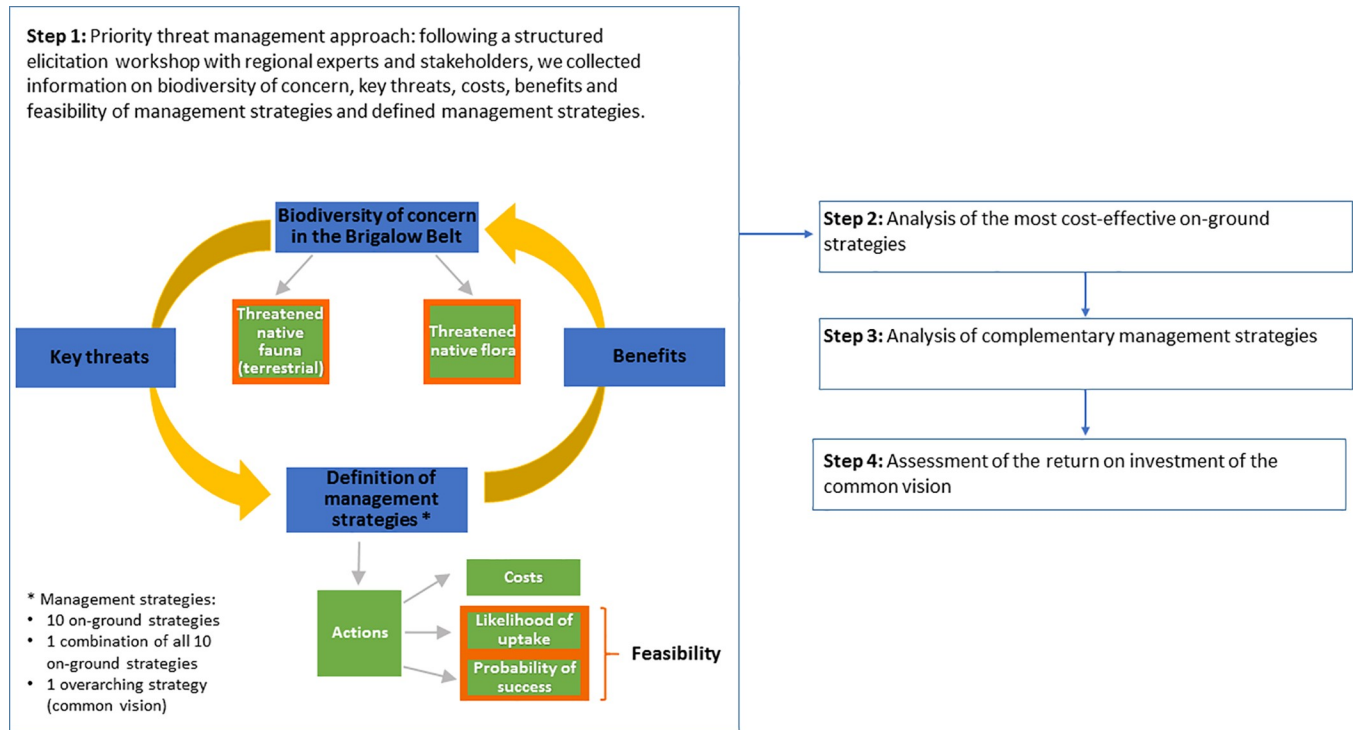 Step 1: Priority threat management approach: following a structured
elicitation workshop with regional experts and stakeholders, we collected
information on biodiversity of concern, key threats, costs, benefits and
feasibility of management strategies and defined management strategies.
Biodiversity of concern
in the Brigalow Belt
Threatened
native
fauna
(terrestrial)
Threatened
native flora
Key threats
Benefits
Definition of
management
strategies *
Actions
Costs
Likelihood of
uptake
Probability of
success
Feasibility
* Management strategies:
• 10 on-ground strategies
• 1 combination of all 10
on-ground strategies
• 1 overarching strategy
(common vision)
Step 2: Analysis of the most cost-effective on-ground
strategies
Step 3: Analysis of complementary management strategies
Step 4: Assessment of the return on investment of the
common vision